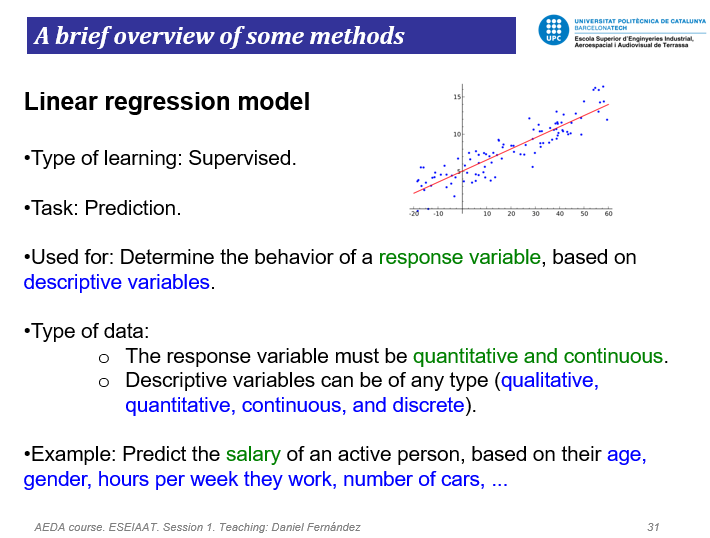 A brief overview of some methods
UPC
UNIVERSITAT POLITÈCNICA DE CATALUNYA
BARCELONATECH
Escola Superior d'Enginyeries Industrial,
Aeroespacial i Audiovisual de Terrassa
Linear regression model
15
10
5
-20 -10 10 20 30 40 50 60
•Type of learning: Supervised.
•Task: Prediction.
•Used for: Determine the behavior of a response variable, based on
descriptive variables.
•Type of data:
o The response variable must be quantitative and continuous.
o Descriptive variables can be of any type (qualitative,
quantitative, continuous, and discrete).
•Example: Predict the salary of an active person, based on their age,
gender, hours per week they work, number of cars, ...
AEDA course. ESEIAAT. Session 1. Teaching: Daniel Fernández 31